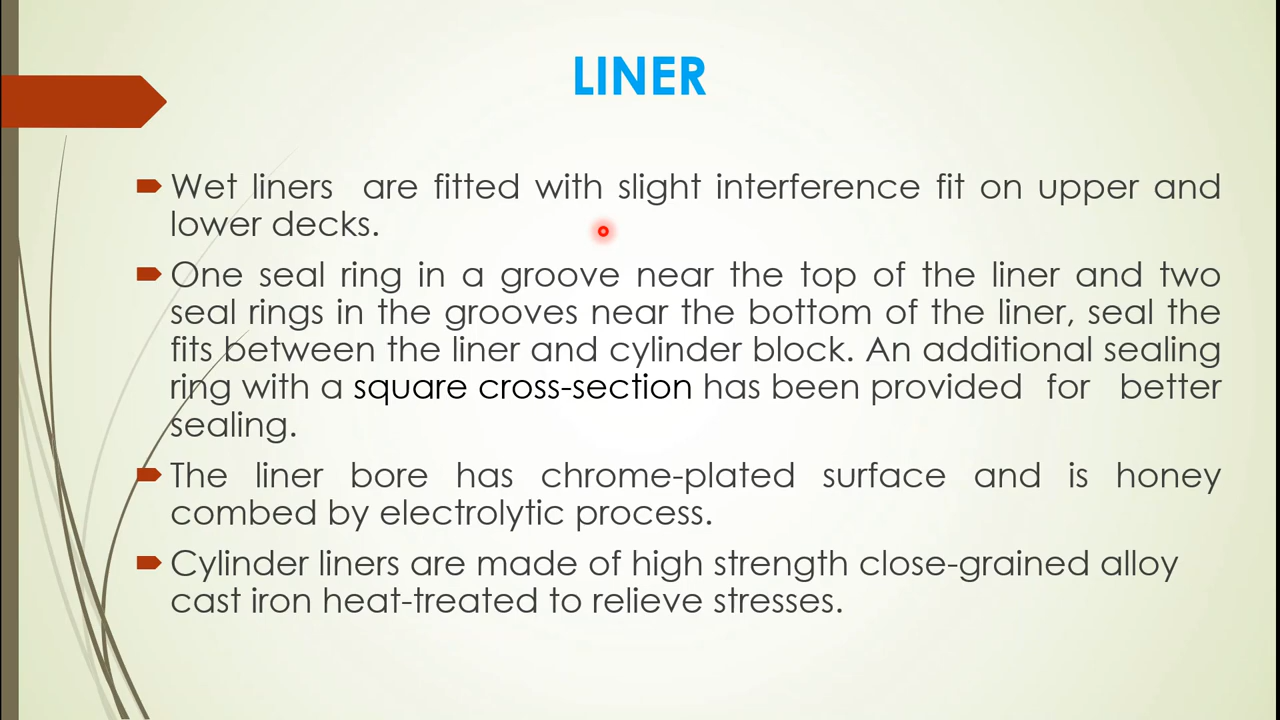 LINER
Wet liners are fitted with slight interference fit on upper and
lower decks.
One seal ring in a groove near the top of the liner and two
seal rings in the grooves near the bottom of the liner, seal the
fits between the liner and cylinder block. An additional sealing
ring with a square cross-section has been provided for better
sealing.
The liner bore has chrome-plated surface and is honey
combed by electrolytic process.
Cylinder liners are made of high strength close-grained alloy
cast iron heat-treated to relieve stresses.